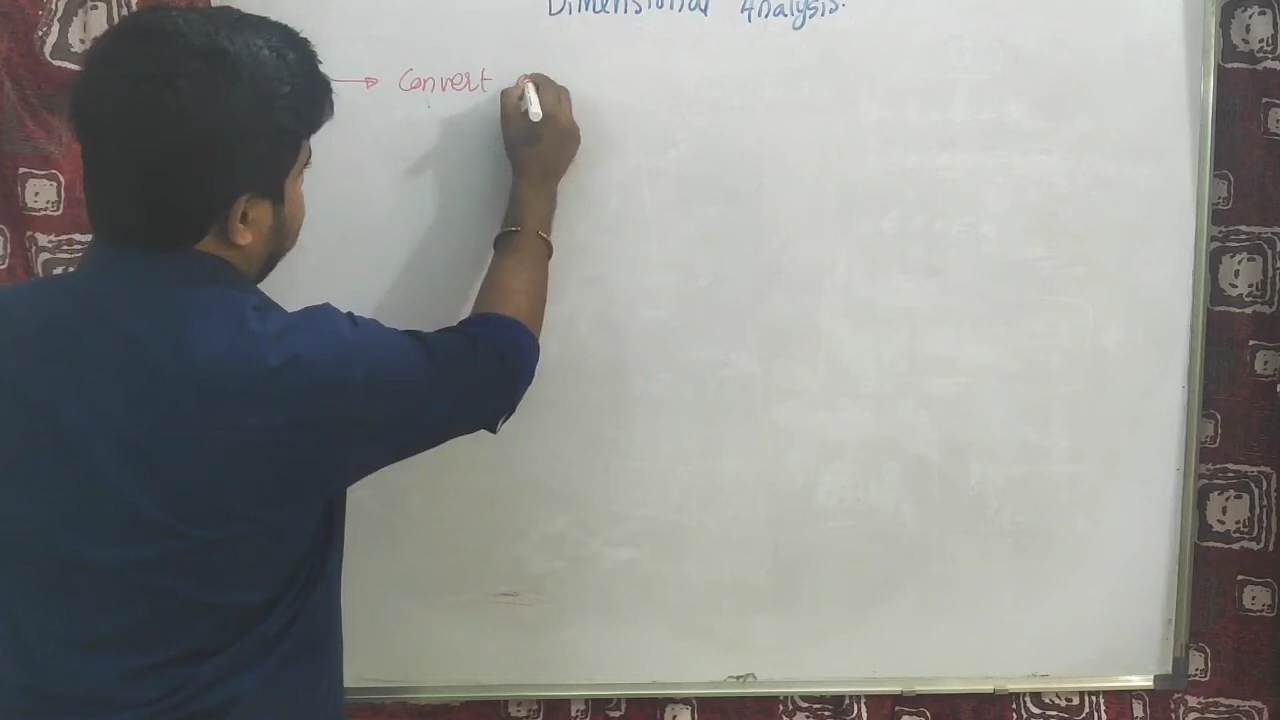 Dimensional Analysis.
→ Convert